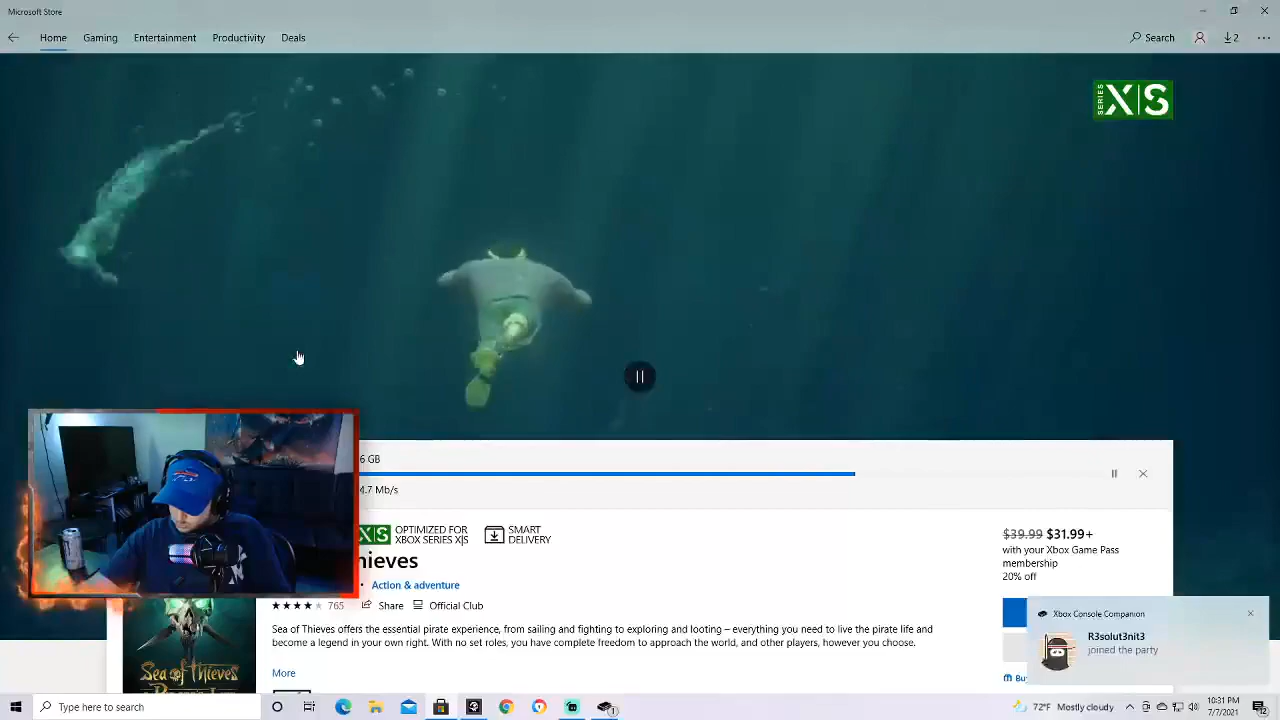 Microsoft Store
Home Gaming Entertainment Productivity Deals Search 2
SERIES X|S
6 GB
4.7 Mb/s
X|S OPTIMIZED FOR XBOX SERIES X|S
SMART DELIVERY
hieves
Action & adventure
765 Share Official Club
Sea of Thieves offers the essential pirate experience, from sailing and fighting to exploring and looting – everything you need to live the pirate life and
become a legend in your own right. With no set roles, you have complete freedom to approach the world, and other players, however you choose.
More
$39.99 $31.99+
with your Xbox Game Pass
membership
20% off
Bu
Sea of Thieves
Xbox Console Companion
R3solut3nit3
joined the party
Type here to search
1
72°F Mostly cloudy
10:31 PM
7/7/2021